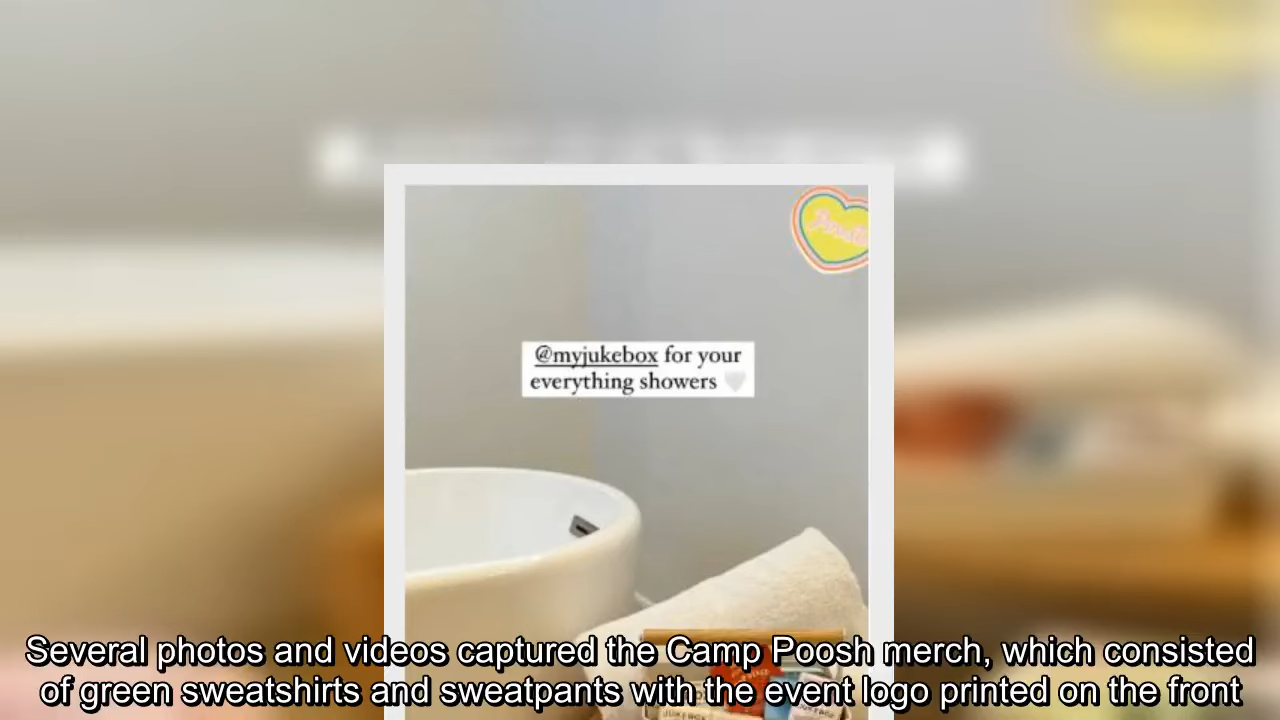 @myjukebox for your
everything showers 🤍
Several photos and videos captured the Camp Poosh merch, which consisted
of green sweatshirts and sweatpants with the event logo printed on the front